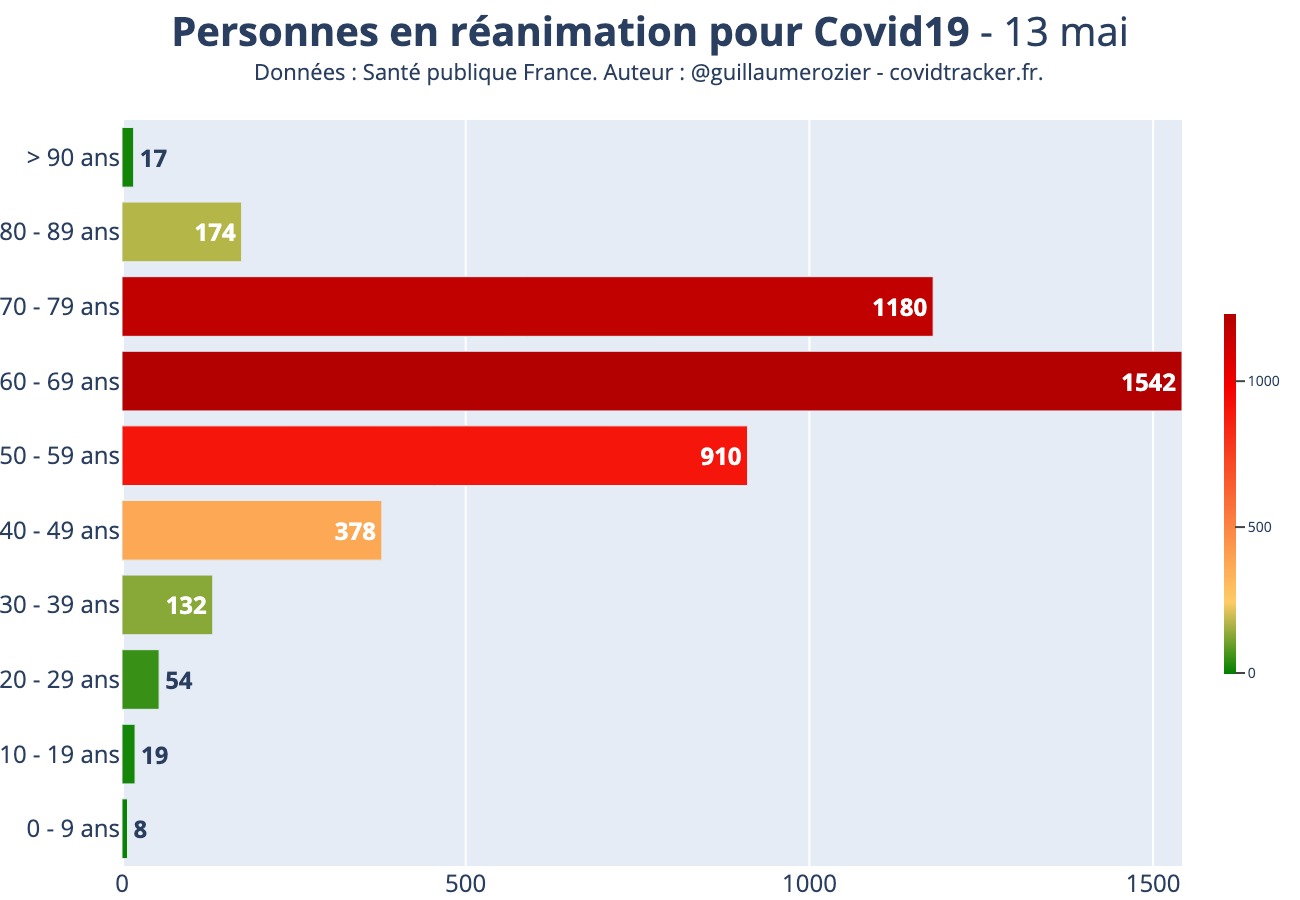 Personnes en réanimation pour Covid19 - 13 mai
Données : Santé publique France. Auteur : @guillaumerozier - covidtracker.fr.
> 90 ans 17
80 - 89 ans 174
70 - 79 ans 1180
60 - 69 ans 1542
50 - 59 ans 910
40 - 49 ans 378
30 - 39 ans 132
20 - 29 ans 54
10 - 19 ans 19
0 - 9 ans 8
0 500 1000 1500
1000
500
0